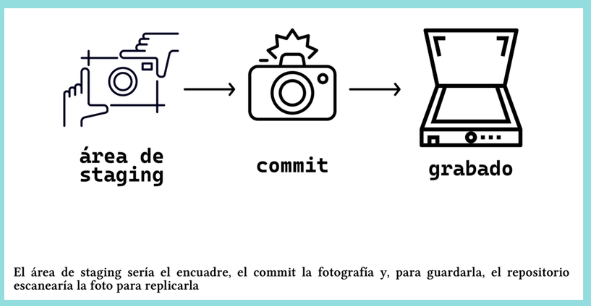 área de
staging
commit
grabado
El área de staging sería el encuadre, el commit la fotografía y, para guardarla, el repositorio
escanearía la foto para replicarla